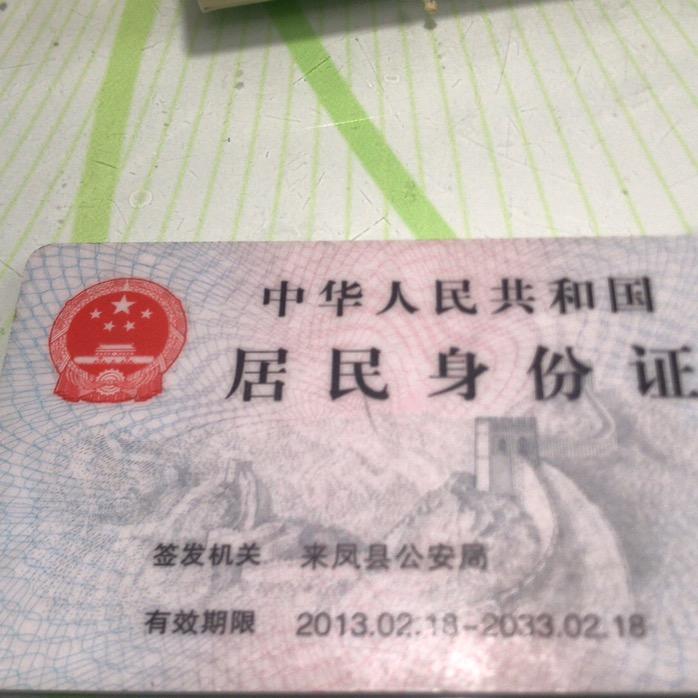 中华人民共和国
居民身份证
签发机关 来凤县公安局
有效期限 2013.02.18-2033.02.18